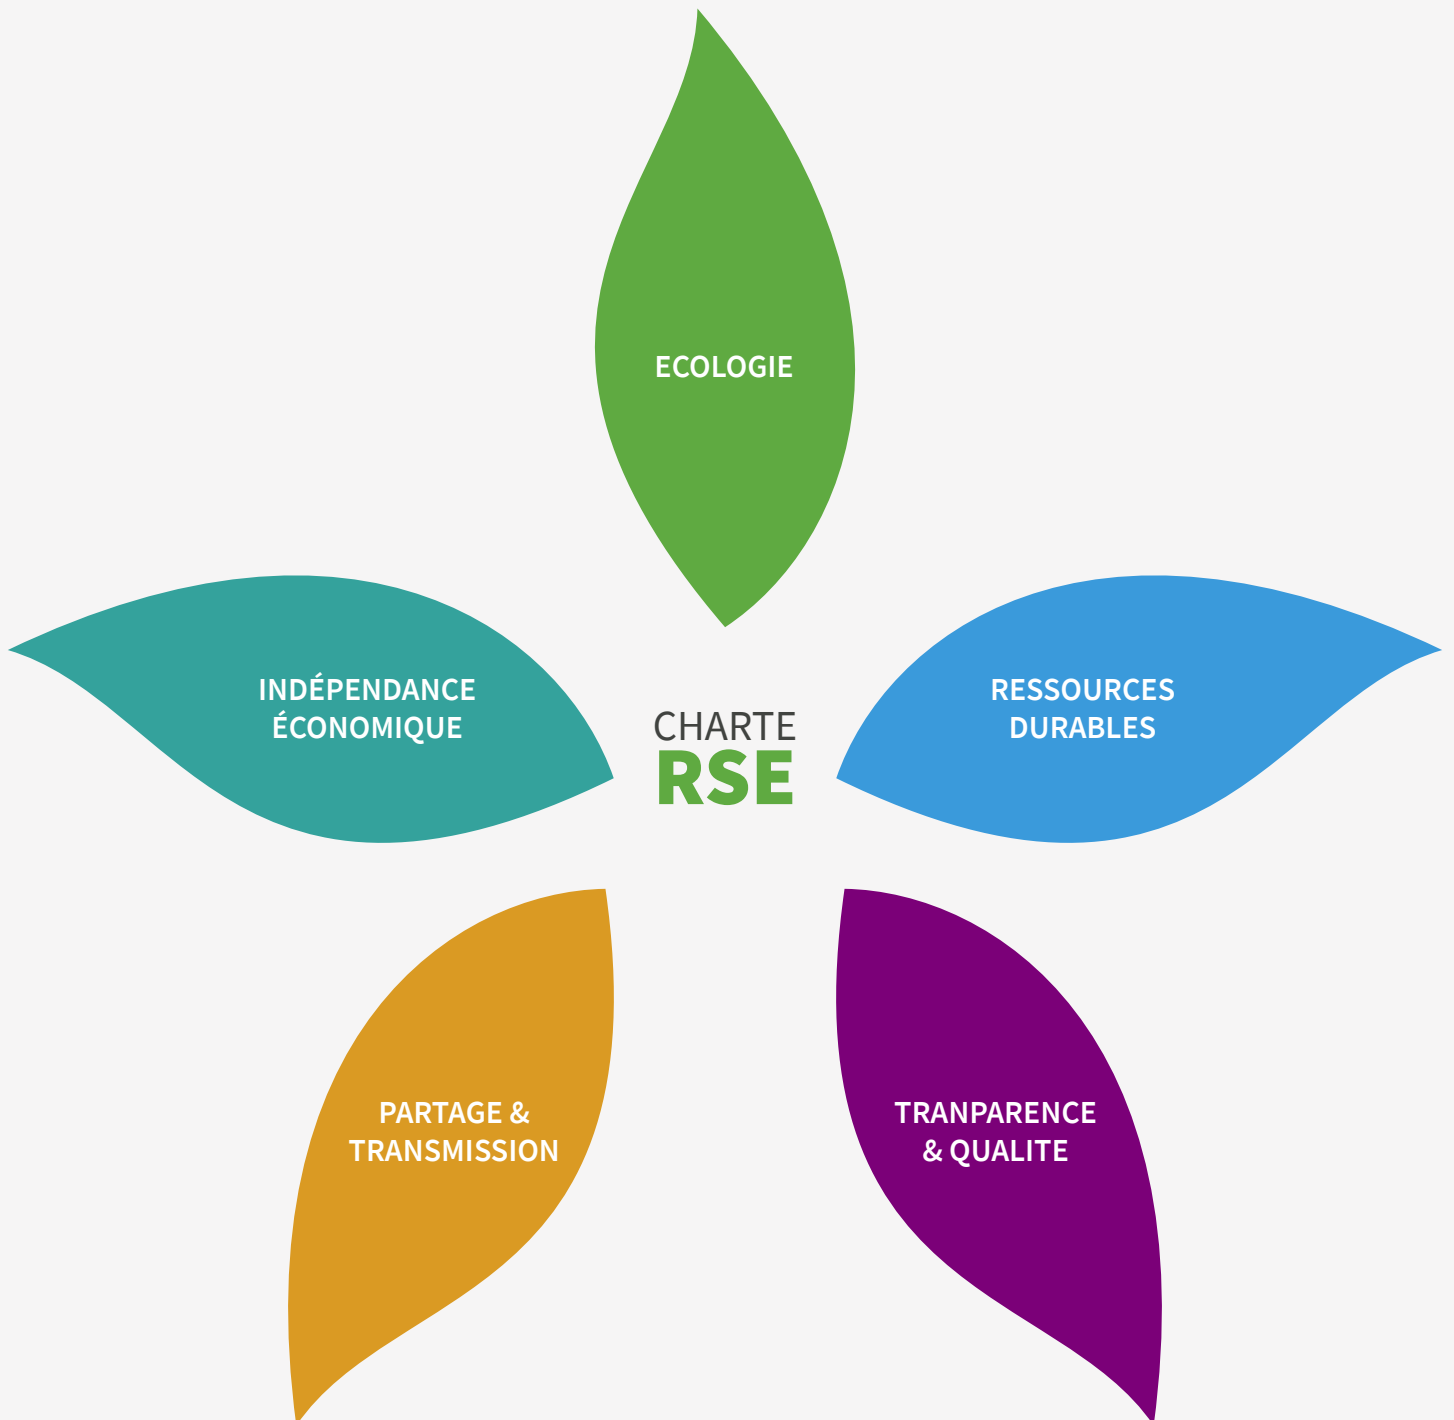 ECOLOGIE
INDÉPENDANCE
ÉCONOMIQUE
CHARTE
RSE
RESSOURCES
DURABLES
PARTAGE &
TRANSMISSION
TRANPARENCE
& QUALITE